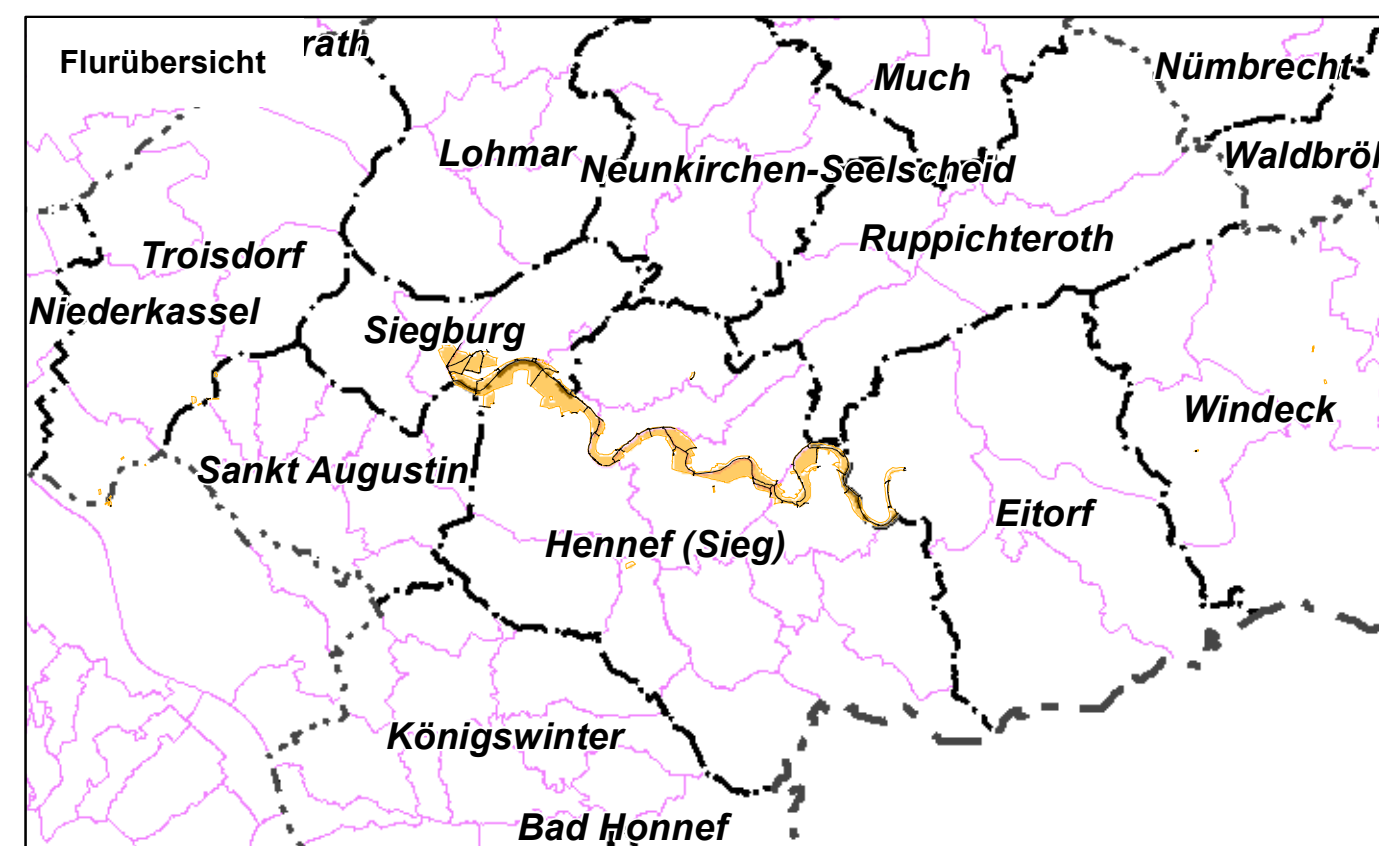 Flurübersicht
rath
Much
Nümbrecht
Lohmar
Neunkirchen-Seelscheid
Waldbröl
Troisdorf
Ruppichteroth
Niederkassel
Siegburg
Windeck
Sankt Augustin
Eitorf
Hennef (Sieg)
Königswinter
Bad Honnef